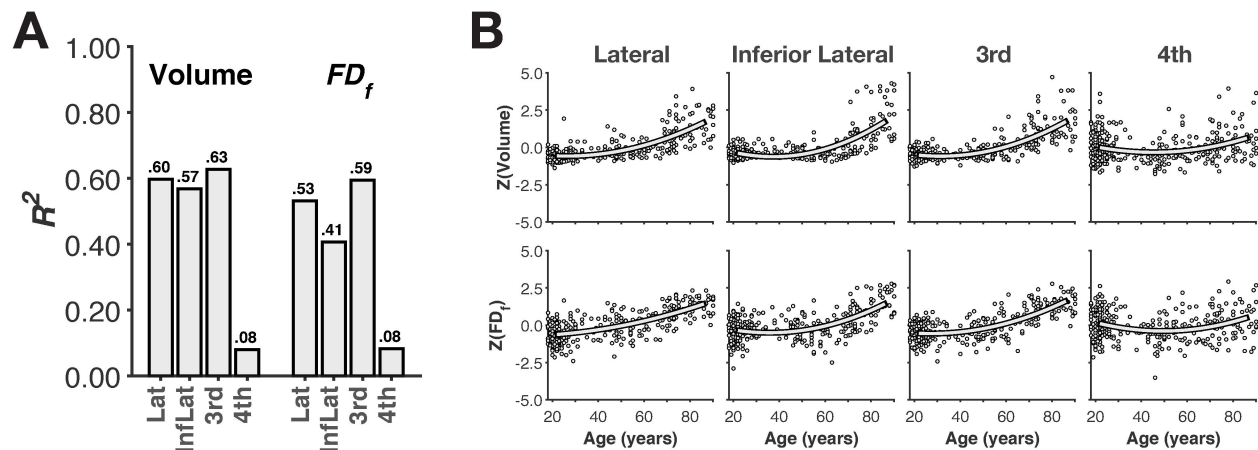 A
1.00
0.80
0.60
0.40
0.20
0.00
R²
Volume
FDf
.60
.57
.63
.08
.53
.41
.59
.08
Lat
InfLat
3rd
4th
Lat
InfLat
3rd
4th
B
Lateral
Inferior Lateral
3rd
4th
Z(Volume)
5.0
2.5
0.0
-2.5
-5.0
Z(FDf)
5.0
2.5
0.0
-2.5
-5.0
20 40 60 80
20 40 60 80
20 40 60 80
20 40 60 80
Age (years)
Age (years)
Age (years)
Age (years)